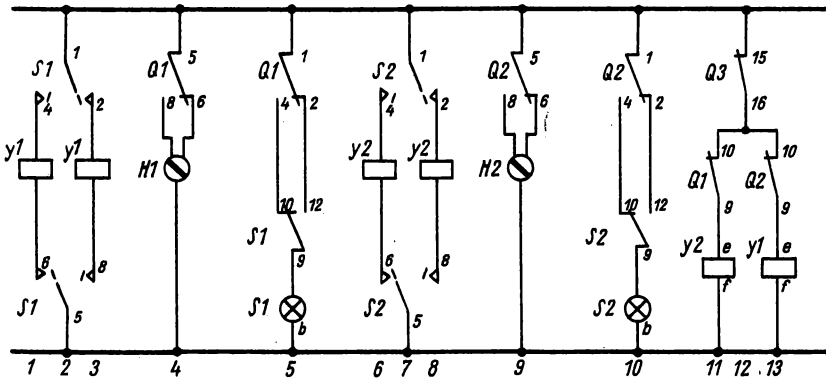 1 5 1 1 5 1 15
S1 Q1 Q1 S2 Q2 Q2 Q3
4 2 8 6 4 2 4 2 8 6 4 2 16
y1 y1 H1 y2 y2 H2 10 10
Q1 Q2
10 12 10 12 9 9
S1 9 S2 9 y2 e y1 e
6 8 6 8 f f
S1 5 S1 b S2 5 S2 b
1 2 3 4 5 6 7 8 9 10 11 12 13